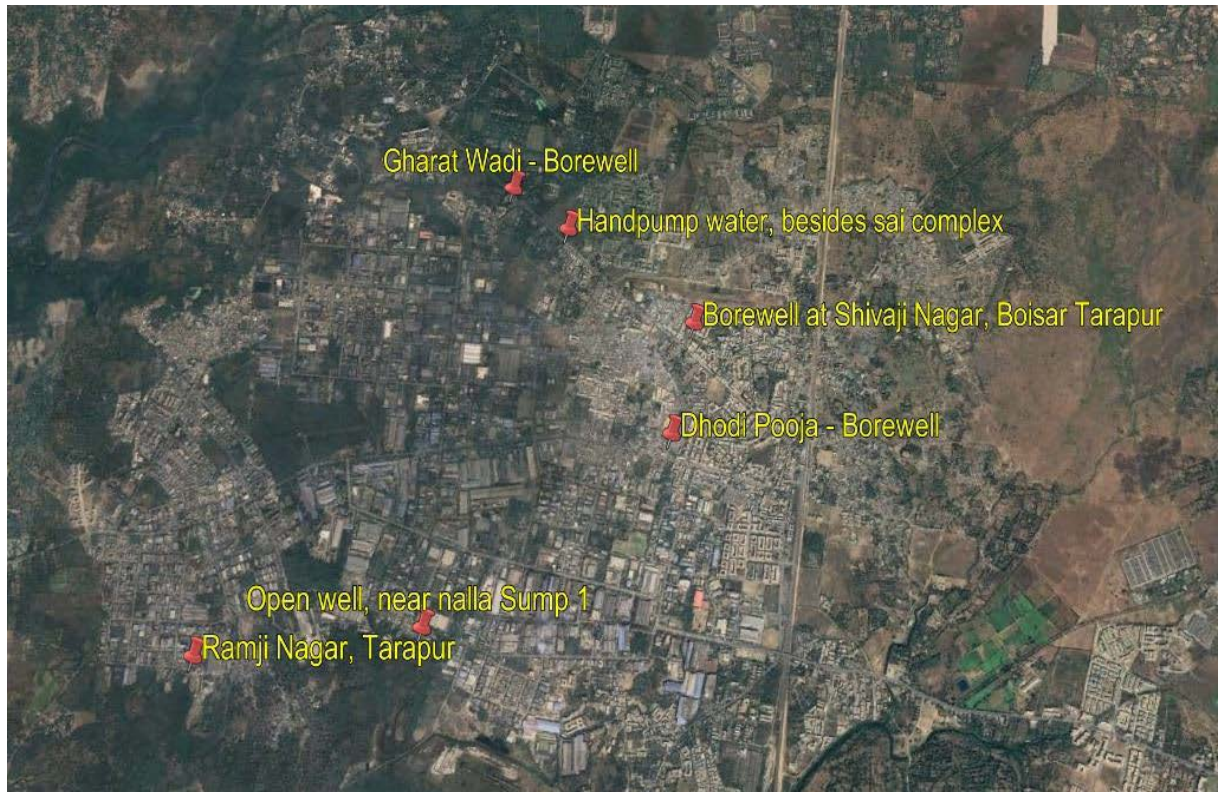 Gharat Wadi - Borewell
Handpump water, besides sai complex
Borewell at Shivaji Nagar, Boisar Tarapur
Dhodi Pooja - Borewell
Open well, near nalla Sump 1
Ramji Nagar, Tarapur